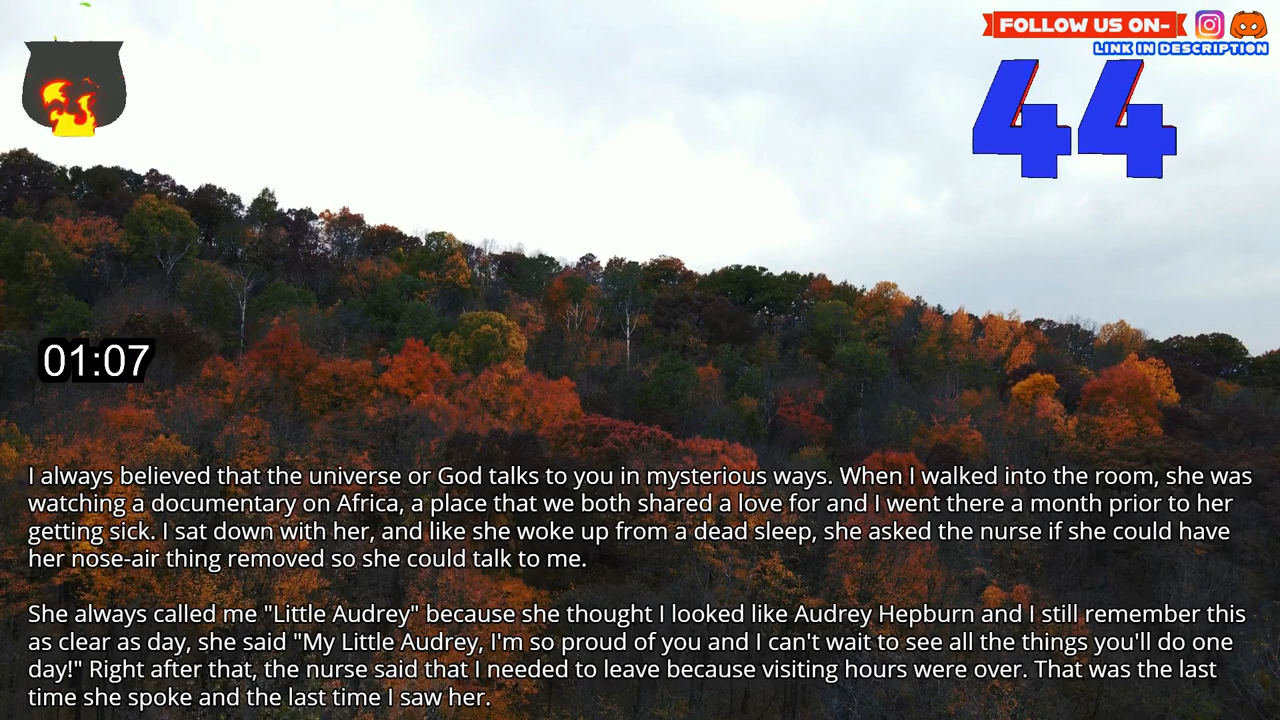 FOLLOW US ON-
LINK IN DESCRIPTION
44
01:07
I always believed that the universe or God talks to you in mysterious ways. When I walked into the room, she was
watching a documentary on Africa, a place that we both shared a love for and I went there a month prior to her
getting sick. I sat down with her, and like she woke up from a dead sleep, she asked the nurse if she could have
her nose-air thing removed so she could talk to me.
She always called me "Little Audrey" because she thought I looked like Audrey Hepburn and I still remember this
as clear as day, she said "My Little Audrey, I'm so proud of you and I can't wait to see all the things you'll do one
day!" Right after that, the nurse said that I needed to leave because visiting hours were over. That was the last
time she spoke and the last time I saw her.